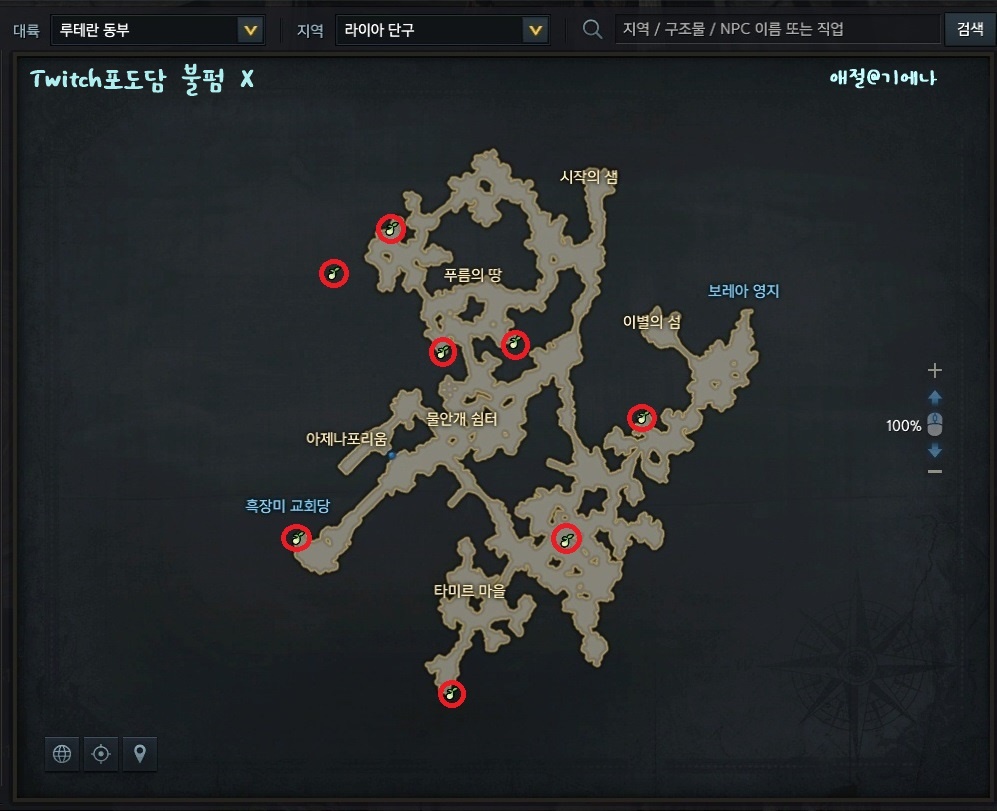 대륙 루테란 동부 지역 라이아 단구 지역 / 구조물 / NPC 이름 또는 직업 검색
Twitch포도담 불펌 X 애절@기에나
시작의 샘
푸름의 땅
보레아 영지
이별의 섬
물안개 쉼터
100%
아제나포리움
흑장미 교회당
타미르 마을